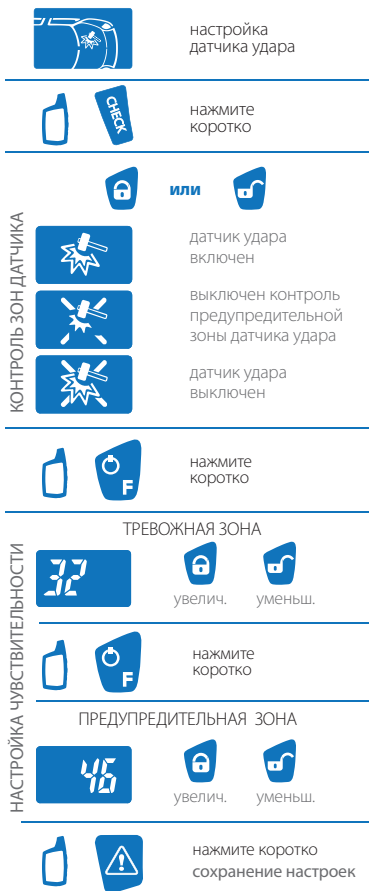 настройка
датчика удара
CHECK
нажмите
коротко
КОНТРОЛЬ ЗОН ДАТЧИКА
или
датчик удара
включен
выключен контроль
предупредительной
зоны датчика удара
датчик удара
выключен
F
нажмите
коротко
НАСТРОЙКА ЧУВСТВИТЕЛЬНОСТИ
ТРЕВОЖНАЯ ЗОНА
32
увелич. уменьш.
F
нажмите
коротко
ПРЕДУПРЕДИТЕЛЬНАЯ ЗОНА
46
увелич. уменьш.
нажмите коротко
сохранение настроек